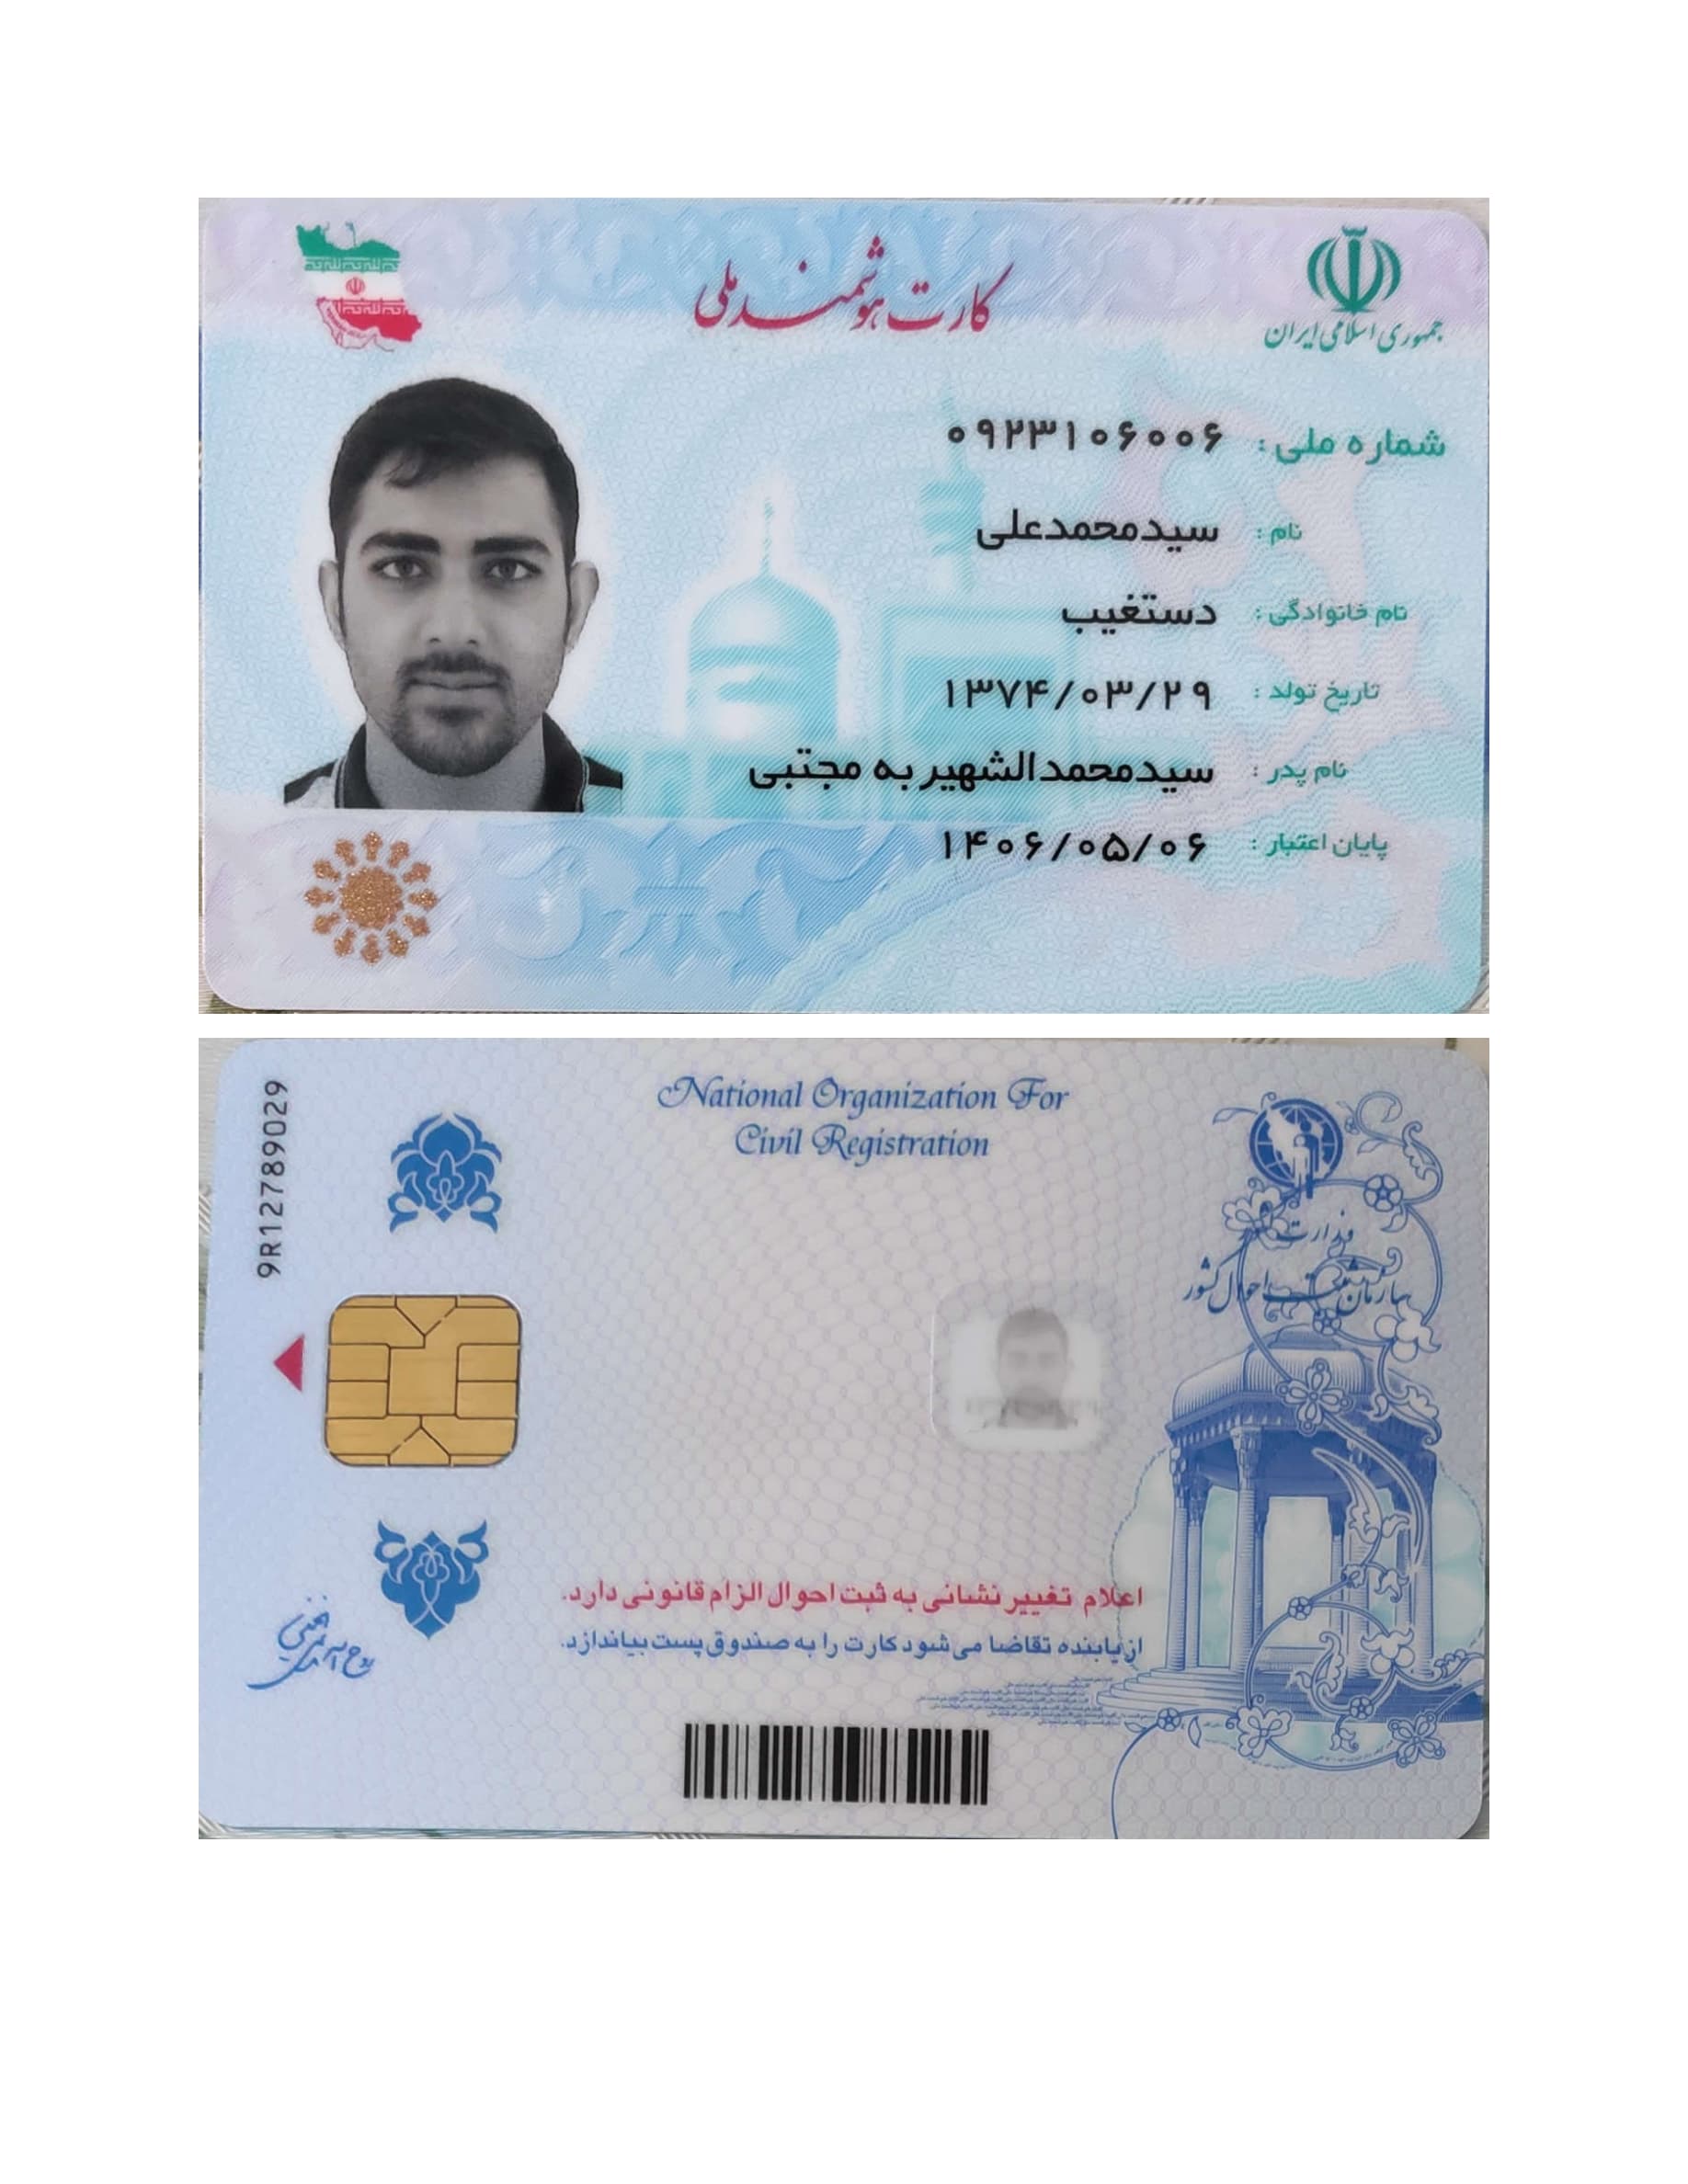 جمهوری اسلامی ایران
کارت هوشمند ملی
شماره ملی : ۰۹۲۳۱۰۶۰۰۶
نام : سیدمحمدعلی
نام خانوادگی : دستغیب
تاریخ تولد : ۱۳۷۴/۰۳/۲۹
نام پدر : سیدمحمدالشهیر به مجتبی
پایان اعتبار : ۱۴۰۶/۰۵/۰۶
National Organization For
Civil Registration
9R12789029
وزارت کشور
سازمان ثبت احوال کشور
اعلام تغییر نشانی به ثبت احوال الزام قانونی دارد.
از یابنده تقاضا می شود کارت را به صندوق پست بیاندازد.